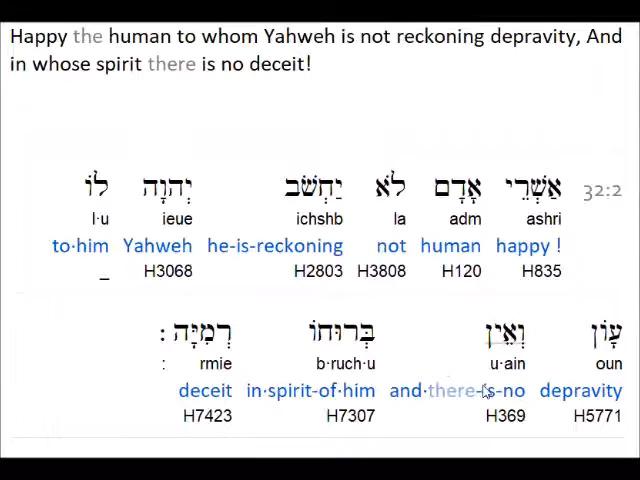 Happy the human to whom Yahweh is not reckoning depravity, And
in whose spirit there is no deceit!
32:2 אַשְׁרֵי אָדָם לֹא יַחְשֹׁב יְהוָה לוֹ
l·u ieue ichshb la adm ashri
to·him Yahweh he-is-reckoning not human happy !
_ H3068 H2803 H3808 H120 H835
עָוֹן וְאֵין בְּרוּחוֹ רְמִיָּה :
: rmie b·ruch·u u·ain oun
deceit in·spirit-of·him and·there-is-no depravity
H7423 H7307 H369 H5771